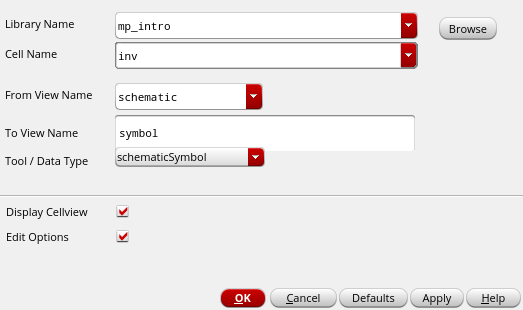 Library Name mp_intro Browse
Cell Name inv
From View Name schematic
To View Name symbol
Tool / Data Type schematicSymbol
Display Cellview
Edit Options
OK Cancel Defaults Apply Help